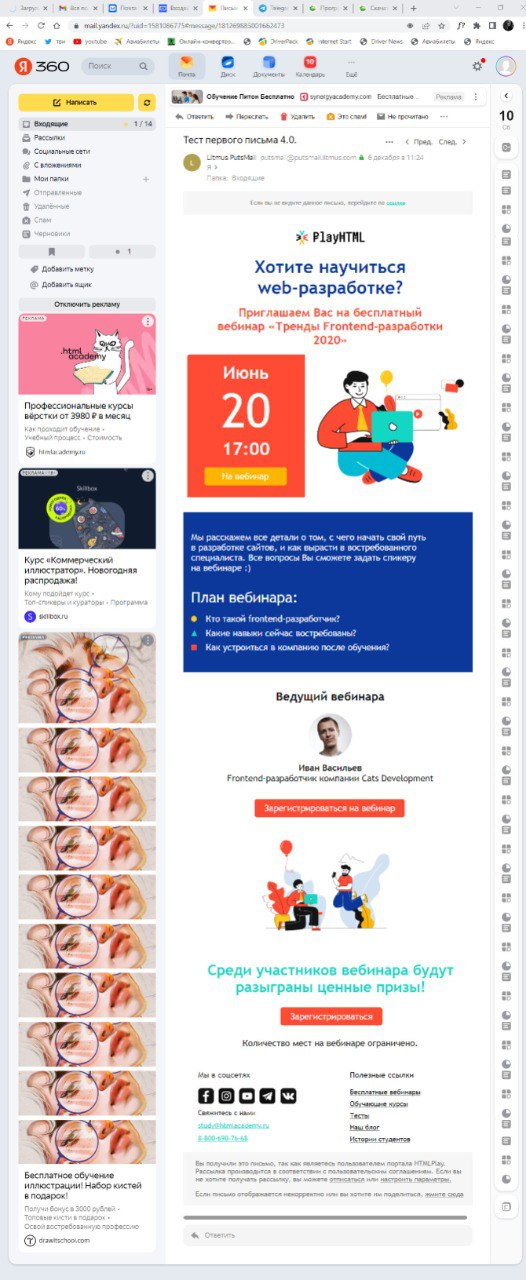 Загруз
Все по
Почта
Входящ
Письмо
Telegr
Прогр
Скача
mail.yandex.ru/?uid=1581086775#message/181269885001662473
Яндекс
твич
youtube
Авиабилеты
Онлайн-конвертео...
DriverPack
Internet Start
Driver News
Авиабилеты
Яндекс
Я 360
Поиск
Почта
Диск
Документы
10
Календарь
Ещё
Написать
Входящие 1 / 14
Рассылки
Социальные сети
С вложениями
Мои папки
Отправленные
Удалённые
Спам
Черновики
1
Добавить метку
Добавить ящик
Отключить рекламу
РЕКЛАМА
.html
academy
Профессиональные курсы
вёрстки от 3980 ₽ в месяц
Как проходит обучение •
Учебный процесс • Стоимость
htmlacademy.ru
Skillbox
60%
Курс «Коммерческий
иллюстратор». Новогодняя
распродажа!
Кому подойдет курс •
Топ-спикеры и кураторы • Программа
skillbox.ru
РЕКЛАМА
Бесплатное обучение
иллюстрации! Набор кистей
в подарок!
Получи бонус в 3000 рублей •
Топовые кисти в подарок •
Освой востребованную профессию
drawitschool.com
Обучение Питон Бесплатно synergyacademy.com Бесплатные... Реклама
Ответить Переслать Удалить Это спам! Не прочитано
Тест первого письма 4.0.
Пред. След.
L Litmus PutsMail putsmail@putsmail.litmus.com 6 декабря в 11:24
Я >
Папка: Входящие
10
СБ
Если вы не видите данное письмо, перейдите по ссылке
PlayHTML
Хотите научиться
web-разработке?
Приглашаем Вас на бесплатный
вебинар «Тренды Frontend-разработки
2020»
Июнь
20
17:00
На вебинар
Мы расскажем все детали о том, с чего начать свой путь
в разработке сайтов, и как вырасти в востребованного
специалиста. Все вопросы Вы сможете задать спикеру
на вебинаре :)
План вебинара:
Кто такой frontend-разработчик?
Какие навыки сейчас востребованы?
Как устроиться в компанию после обучения?
Ведущий вебинара
Иван Васильев
Frontend-разработчик компании Cats Development
Зарегистрироваться на вебинар
Среди участников вебинара будут
разыграны ценные призы!
Зарегистрироваться
Количество мест на вебинаре ограничено.
Мы в соцсетях
Свяжитесь с нами
study@htmlacademy.ru
8-800-690-76-68
Полезные ссылки
Бесплатные вебинары
Обучающие курсы
Тесты
Наш блог
Истории студентов
Вы получили это письмо, так как являетесь пользователем портала HTMLPlay.
Рассылка производится в соответствии с пользовательским соглашением. Если вы
не хотите получать рассылку, вы можете отписаться или настроить параметры.
Если письмо отображается некорректно или вы хотите им поделиться, жмите сюда
Ответить